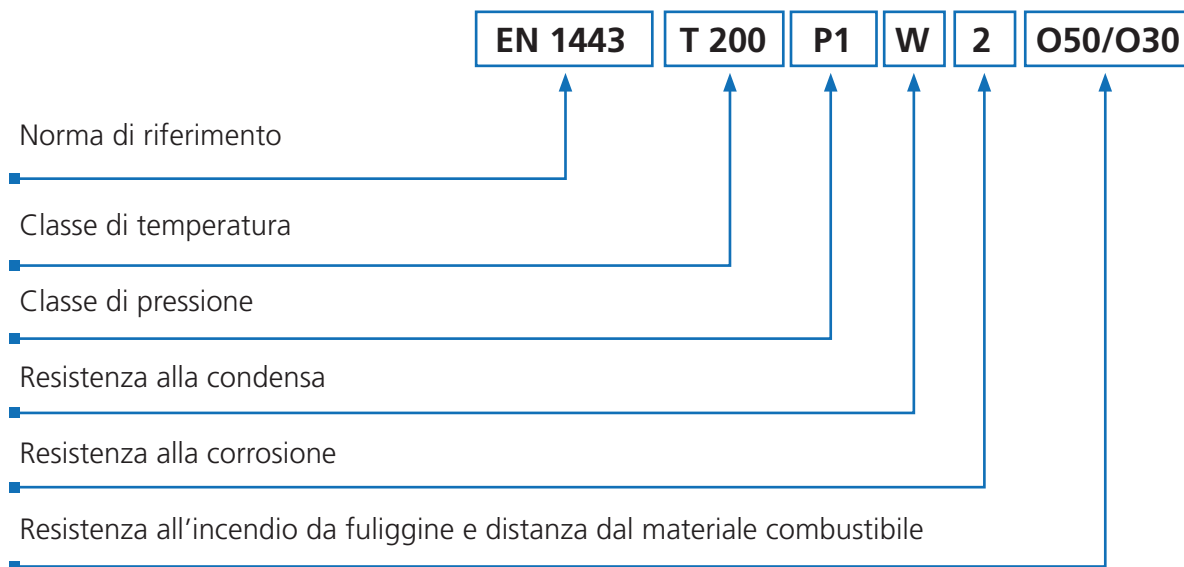 EN 1443 T 200 P1 W 2 O50/O30
Norma di riferimento
Classe di temperatura
Classe di pressione
Resistenza alla condensa
Resistenza alla corrosione
Resistenza all’incendio da fuliggine e distanza dal materiale combustibile